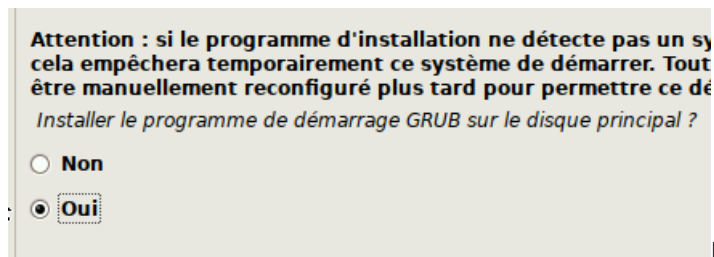 Attention : si le programme d'installation ne détecte pas un sy
cela empêchera temporairement ce système de démarrer. Tout
être manuellement reconfiguré plus tard pour permettre ce dé
Installer le programme de démarrage GRUB sur le disque principal ?
Non
Oui